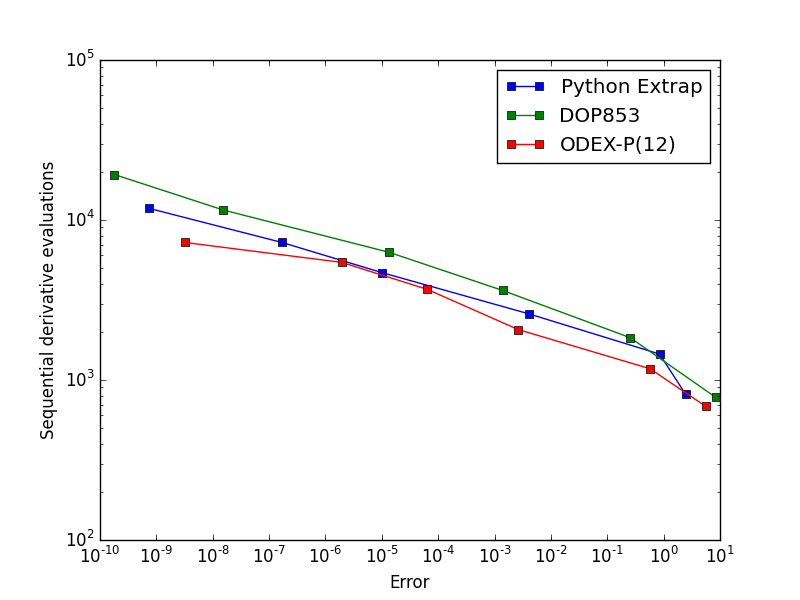 10^5
10^4
10^3
10^2
Sequential derivative evaluations
Python Extrap
DOP853
ODEX-P(12)
10^-10 10^-9 10^-8 10^-7 10^-6 10^-5 10^-4 10^-3 10^-2 10^-1 10^0 10^1
Error